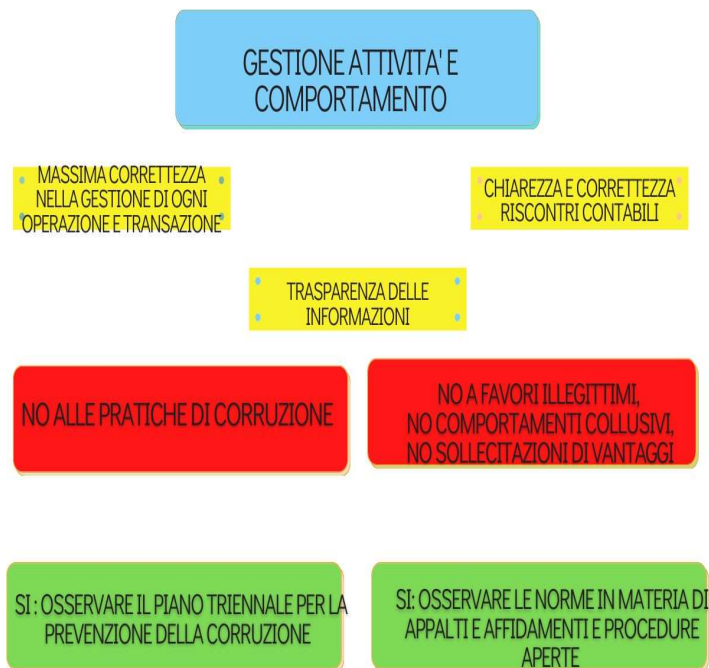 GESTIONE ATTIVITA' E
COMPORTAMENTO
MASSIMA CORRETTEZZA
NELLA GESTIONE DI OGNI
OPERAZIONE E TRANSAZIONE
CHIAREZZA E CORRETTEZZA
RISCONTRI CONTABILI
TRASPARENZA DELLE
INFORMAZIONI
NO ALLE PRATICHE DI CORRUZIONE
NO A FAVORI ILLEGITTIMI,
NO COMPORTAMENTI COLLUSIVI,
NO SOLLECITAZIONI DI VANTAGGI
SI : OSSERVARE IL PIANO TRIENNALE PER LA
PREVENZIONE DELLA CORRUZIONE
SI: OSSERVARE LE NORME IN MATERIA DI
APPALTI E AFFIDAMENTI E PROCEDURE
APERTE